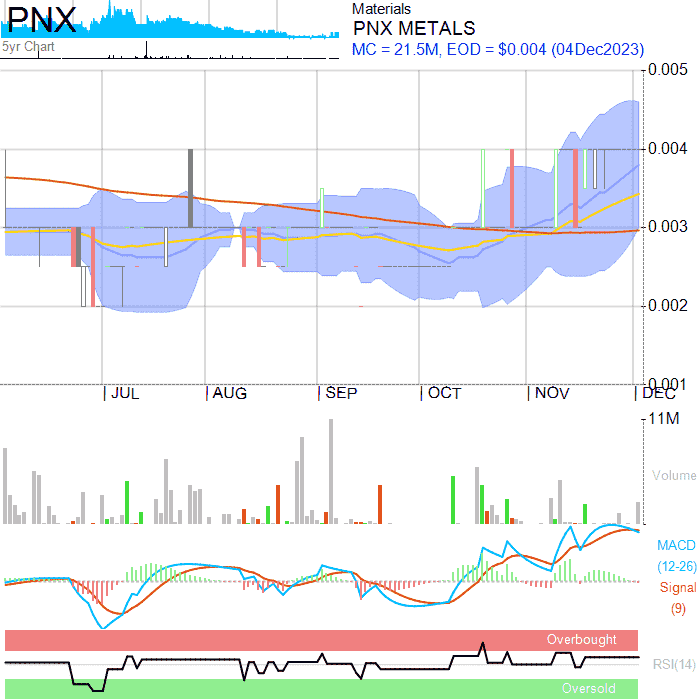 PNX
5yr Chart
Materials
PNX METALS
MC = 21.5M, EOD = $0.004 (04Dec2023)
0.005
0.004
0.003
0.002
0.001
JUL AUG SEP OCT NOV DEC
11M
Volume
MACD
(12-26)
Signal
(9)
Overbought
RSI(14)
Oversold